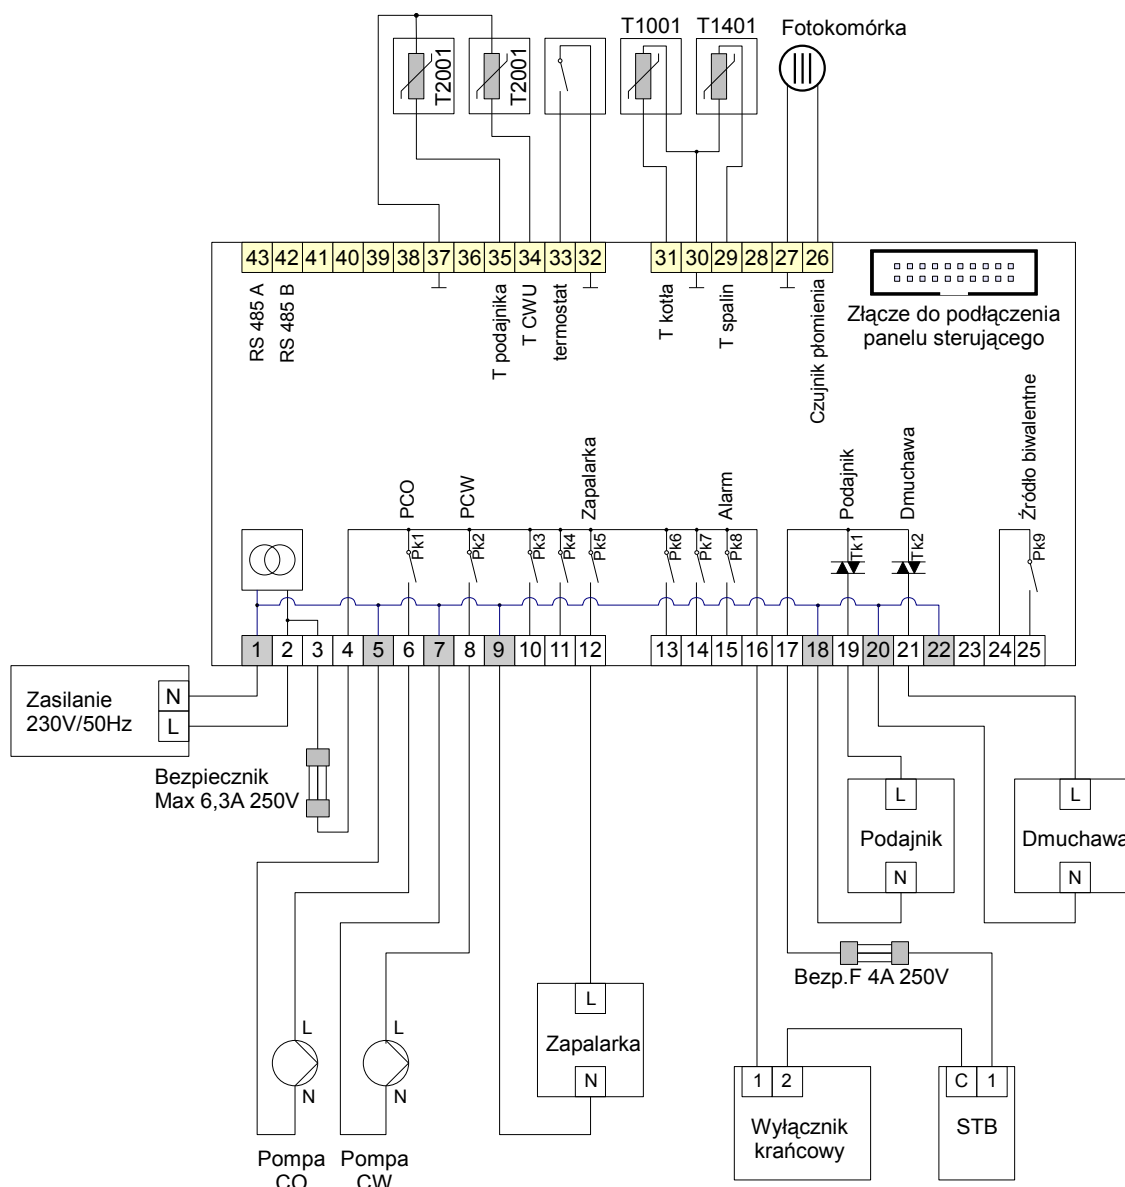 T2001
T2001
T1001
T1401
Fotokomórka
43 42 41 40 39 38 37 36 35 34 33 32
31 30 29 28 27 26
RS 485 A
RS 485 B
T podajnika
T CWU
termostat
T kotła
T spalin
Czujnik płomienia
Złącze do podłączenia
panelu sterującego
PCO
PCW
Zapalarka
Alarm
Podajnik
Dmuchawa
Źródło biwalentne
Pk1
Pk2
Pk3
Pk4
Pk5
Pk6
Pk7
Pk8
Tk1
Tk2
Pk9
1 2 3 4 5 6 7 8 9 10 11 12
13 14 15 16 17 18 19 20 21 22 23 24 25
Zasilanie
230V/50Hz
N
L
Bezpiecznik
Max 6,3A 250V
L
Podajnik
N
L
Dmuchawa
N
Bezp.F 4A 250V
L
Zapalarka
N
L
N
L
N
1 2
Wyłącznik
krańcowy
C 1
STB
Pompa
CO
Pompa
CW